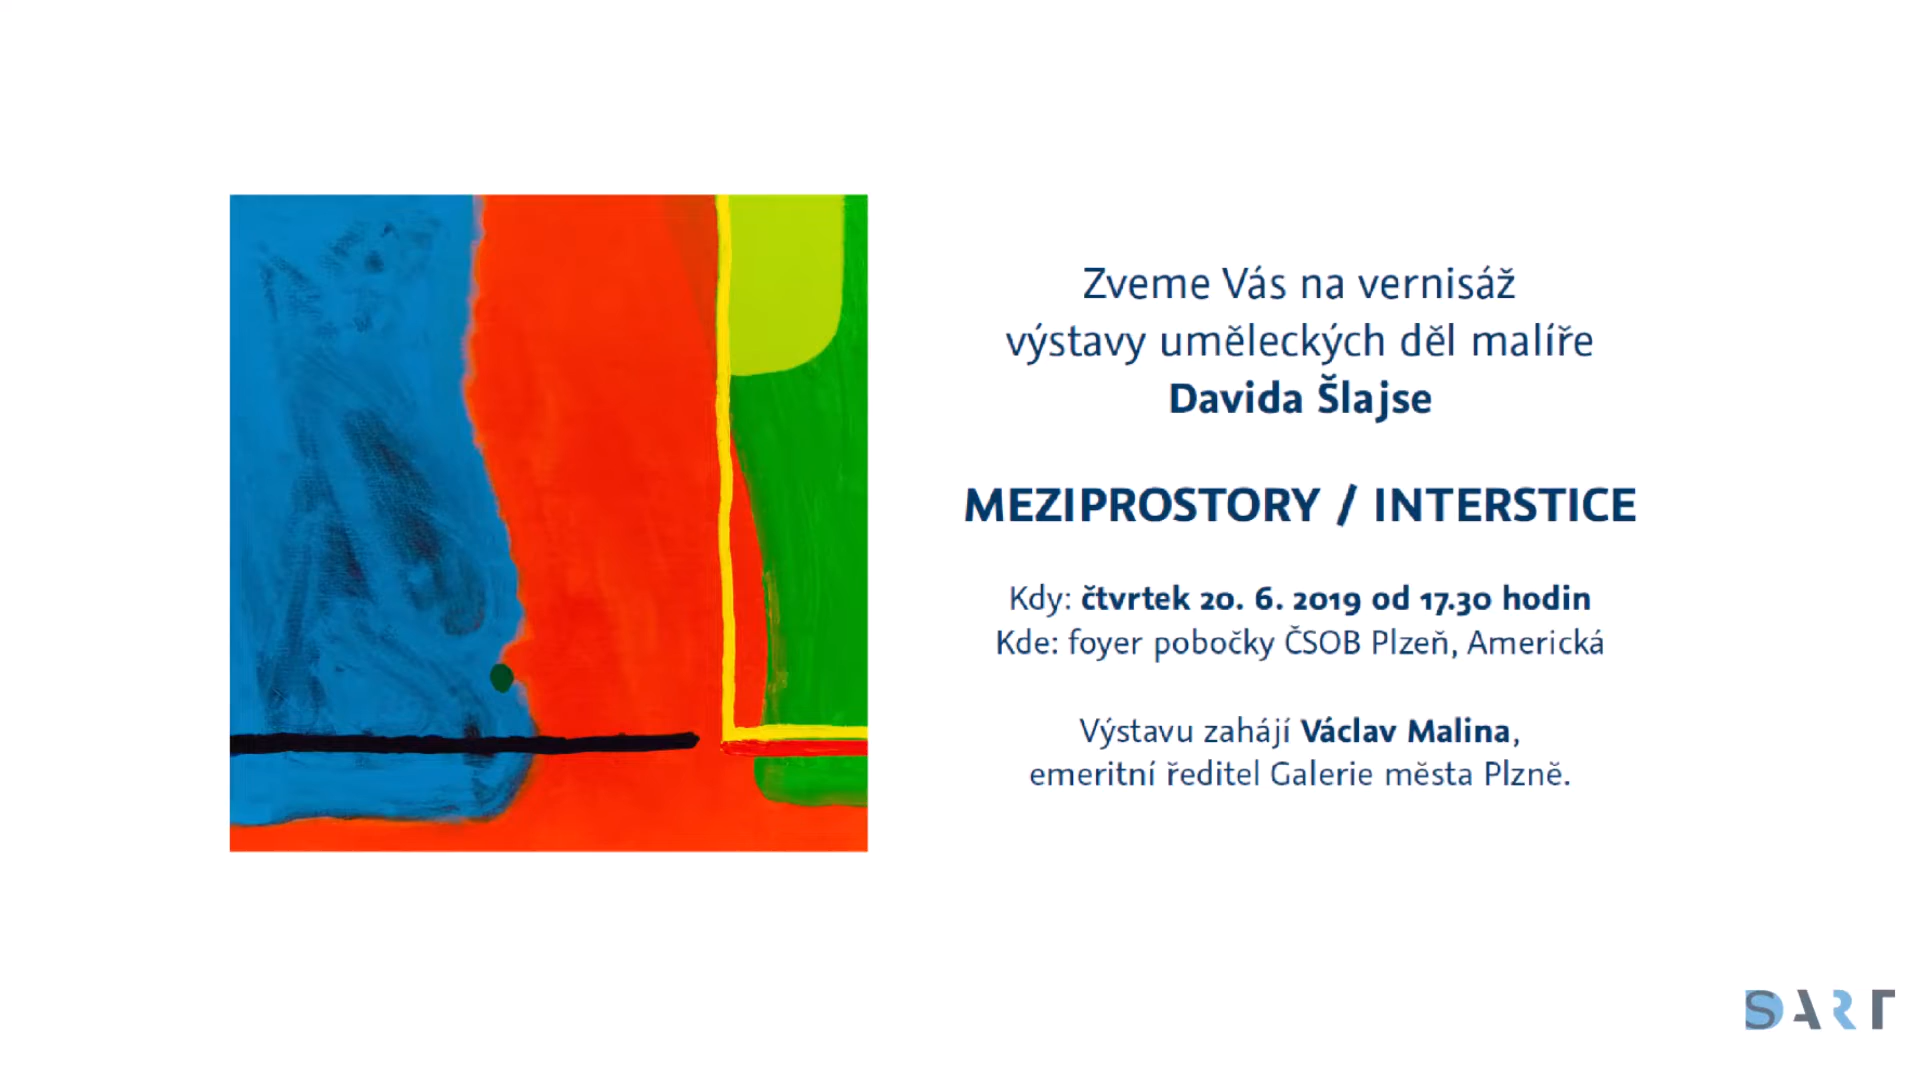 Zveme Vás na vernisáž
výstavy uměleckých děl malíře
Davida Šlajse
MEZIPROSTORY / INTERSTICE
Kdy: čtvrtek 20. 6. 2019 od 17.30 hodin
Kde: foyer pobočky ČSOB Plzeň, Americká
Výstavu zahájí Václav Malina,
emeritní ředitel Galerie města Plzně.
SDART